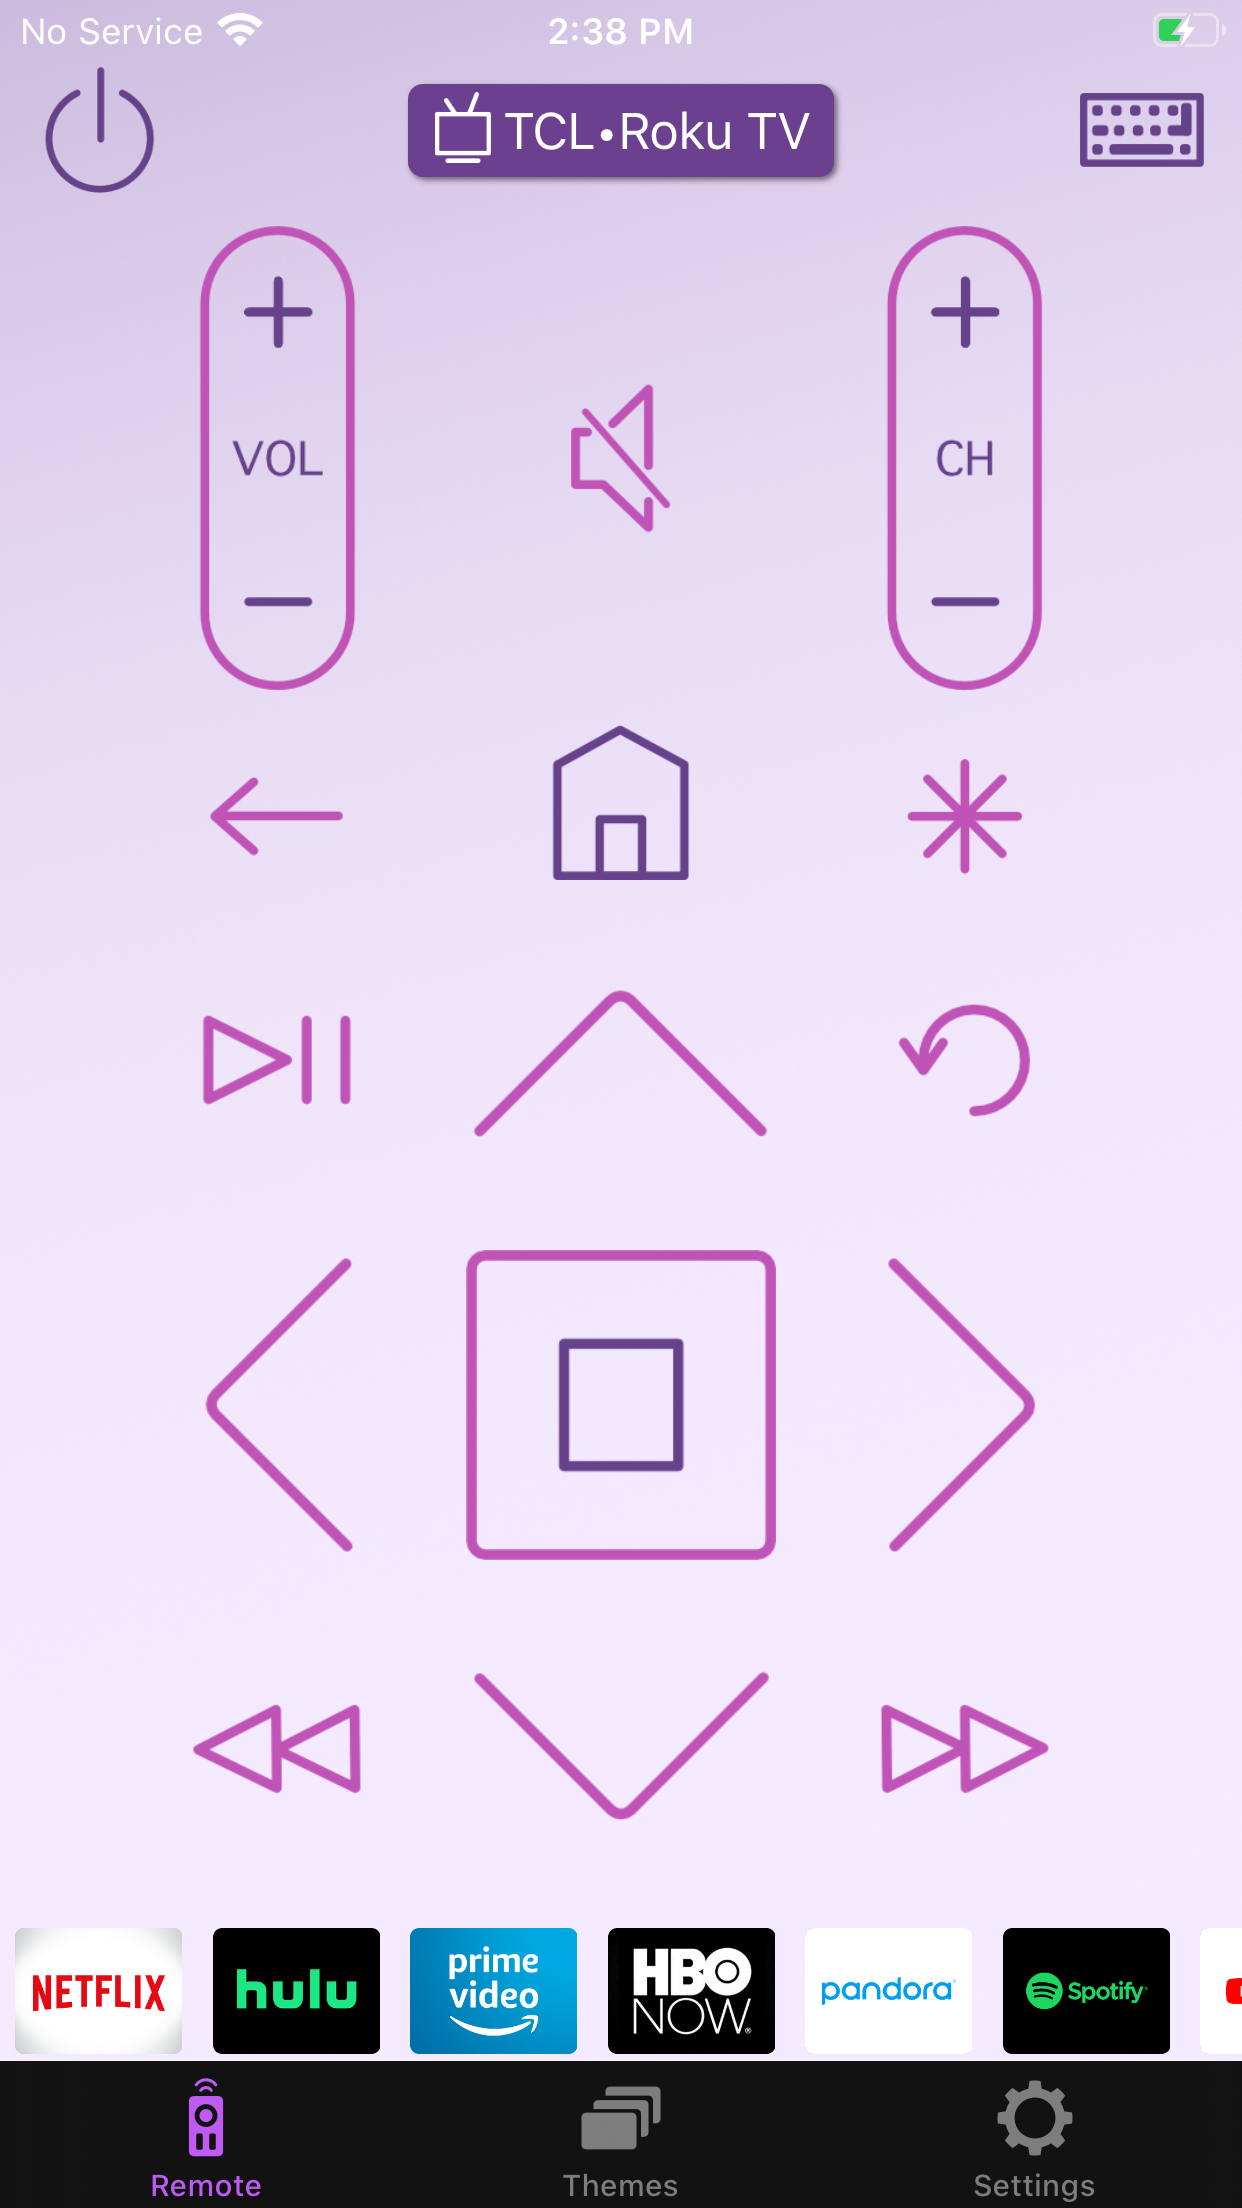 No Service
2:38 PM
TCL•Roku TV
VOL
CH
NETFLIX
hulu
prime
video
HBO
NOW
pandora
Spotify
Remote
Themes
Settings